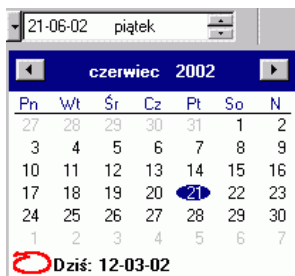 21-06-02 piątek
czerwiec 2002
Pn Wt Śr Cz Pt So N
27 28 29 30 31 1 2
3 4 5 6 7 8 9
10 11 12 13 14 15 16
17 18 19 20 21 22 23
24 25 26 27 28 29 30
1 2 3 4 5 6 7
Dziś: 12-03-02